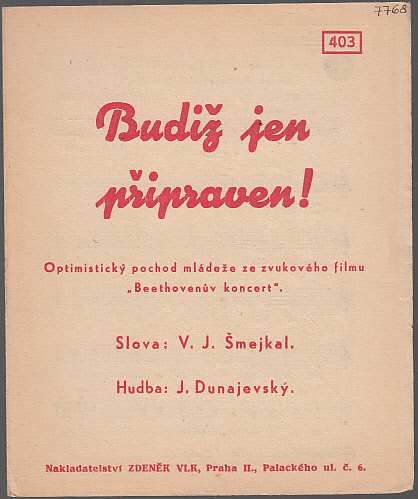 7768
403
Budiž jen
připraven!
Optimistický pochod mládeže ze zvukového filmu
„Beethovenův koncert“.
Slova: V. J. Šmejkal.
Hudba: J. Dunajevský.
Nakladatelství ZDENĚK VLK, Praha II., Palackého ul. č. 6.